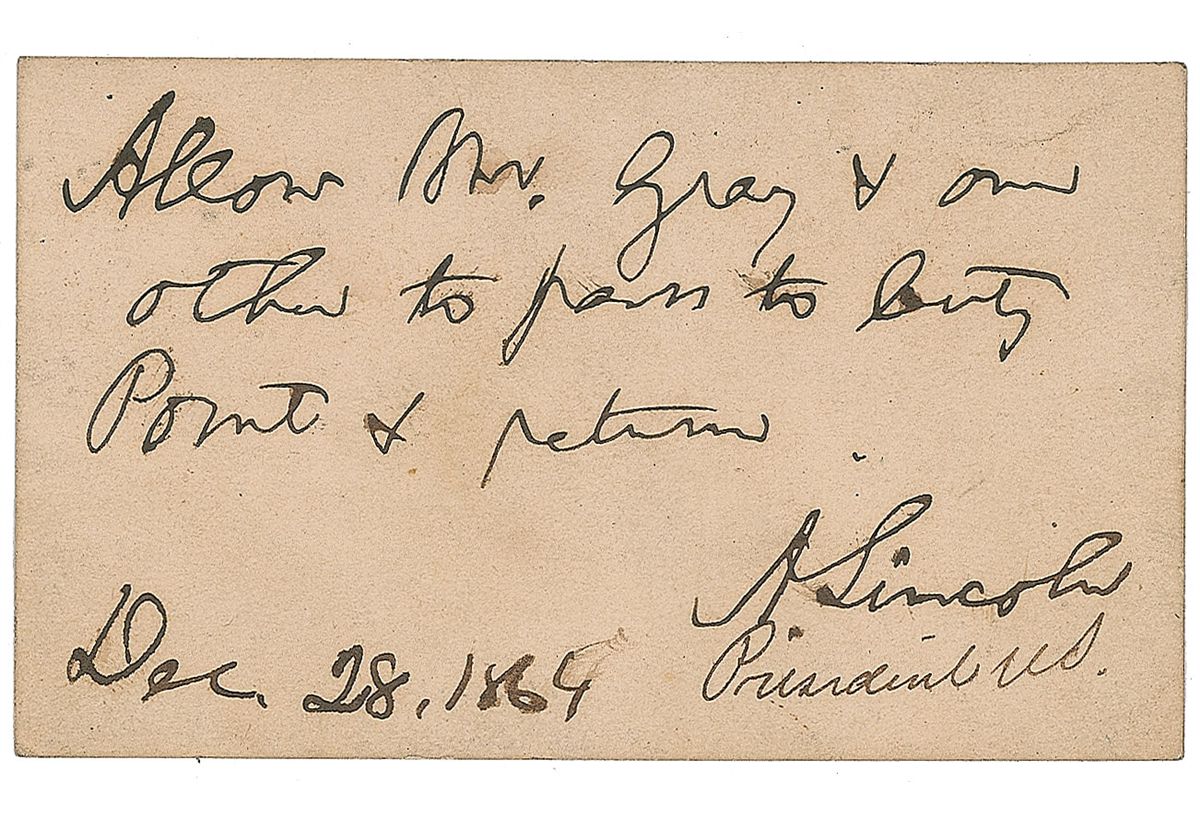 Allow Mr. Gray & one
other to pass to City
Point & return
A Lincoln
President U.S.
Dec. 28, 1864